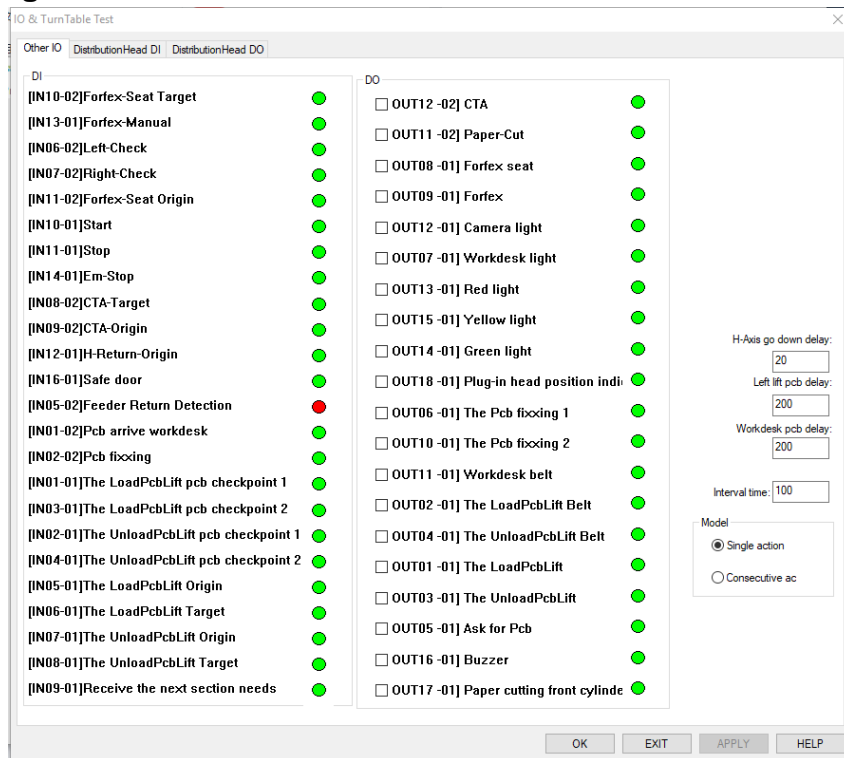 IO & TurnTable Test
Other IO
DistributionHead DI
DistributionHead DO
DI
[IN10-02]Forfex-Seat Target
[IN13-01]Forfex-Manual
[IN06-02]Left-Check
[IN07-02]Right-Check
[IN11-02]Forfex-Seat Origin
[IN10-01]Start
[IN11-01]Stop
[IN14-01]Em-Stop
[IN08-02]CTA-Target
[IN09-02]CTA-Origin
[IN12-01]H-Return-Origin
[IN16-01]Safe door
[IN05-02]Feeder Return Detection
[IN01-02]Pcb arrive workdesk
[IN02-02]Pcb fixxing
[IN01-01]The LoadPcbLift pcb checkpoint 1
[IN03-01]The LoadPcbLift pcb checkpoint 2
[IN02-01]The UnloadPcbLift pcb checkpoint 1
[IN04-01]The UnloadPcbLift pcb checkpoint 2
[IN05-01]The LoadPcbLift Origin
[IN06-01]The LoadPcbLift Target
[IN07-01]The UnloadPcbLift Origin
[IN08-01]The UnloadPcbLift Target
[IN09-01]Receive the next section needs
DO
OUT12 -02] CTA
OUT11 -02] Paper-Cut
OUT08 -01] Forfex seat
OUT09 -01] Forfex
OUT12 -01] Camera light
OUT07 -01] Workdesk light
OUT13 -01] Red light
OUT15 -01] Yellow light
OUT14 -01] Green light
OUT18 -01] Plug-in head position indi
OUT06 -01] The Pcb fixxing 1
OUT10 -01] The Pcb fixxing 2
OUT11 -01] Workdesk belt
OUT02 -01] The LoadPcbLift Belt
OUT04 -01] The UnloadPcbLift Belt
OUT01 -01] The LoadPcbLift
OUT03 -01] The UnloadPcbLift
OUT05 -01] Ask for Pcb
OUT16 -01] Buzzer
OUT17 -01] Paper cutting front cylinde
H-Axis go down delay:
20
Left lift pcb delay:
200
Workdesk pcb delay:
200
Interval time: 100
Model
Single action
Consecutive ac
OK
EXIT
APPLY
HELP